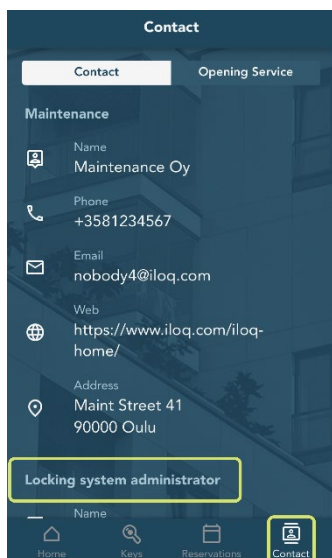 Contact
Contact Opening Service
Maintenance
Name
Maintenance Oy
Phone
+3581234567
Email
nobody4@iloq.com
Web
https://www.iloq.com/iloq-
home/
Address
Maint Street 41
90000 Oulu
Locking system administrator
Name
Home Keys Reservations Contact